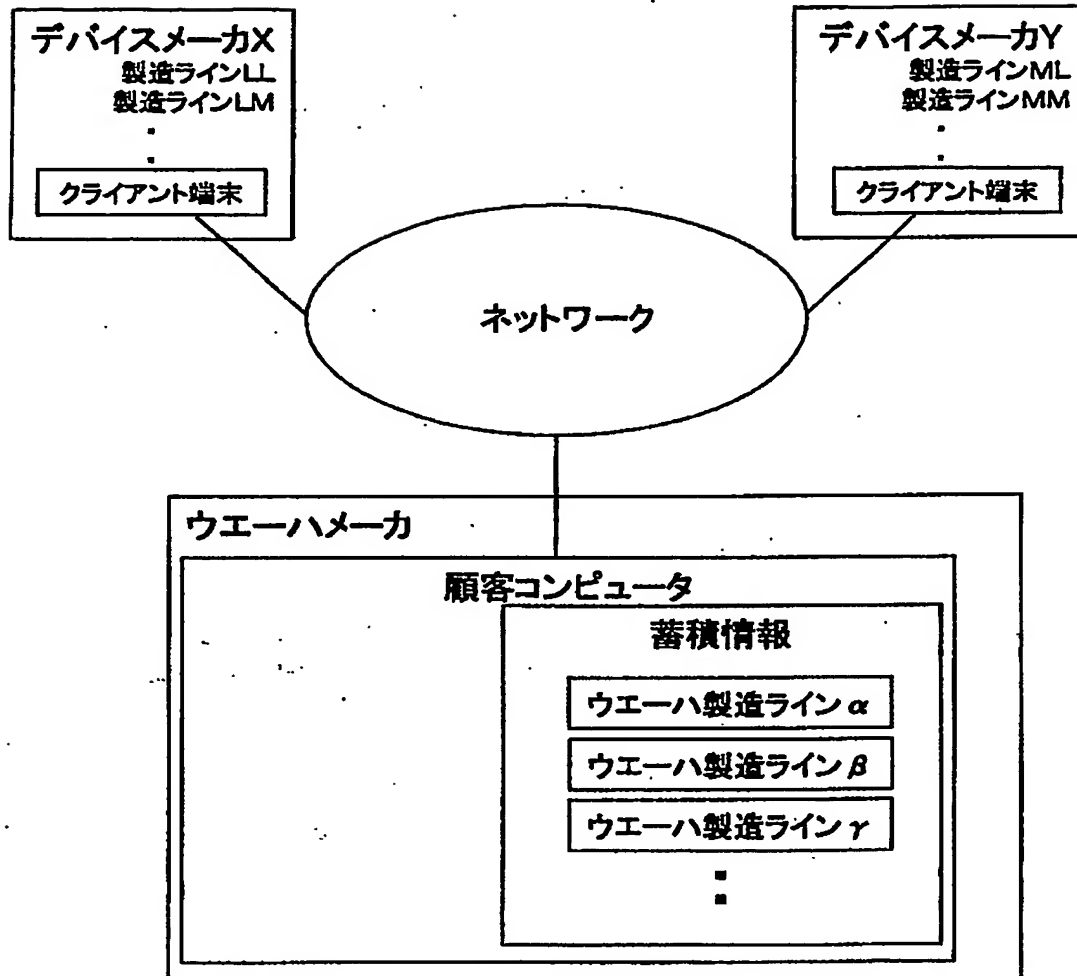 デバイスメーカX
製造ラインLL
製造ラインLM
クライアント端末
デバイスメーカY
製造ラインML
製造ラインMM
クライアント端末
ネットワーク
ウエーハメーカ
顧客コンピュータ
蓄積情報
ウエーハ製造ラインα
ウエーハ製造ラインβ
ウエーハ製造ラインγ